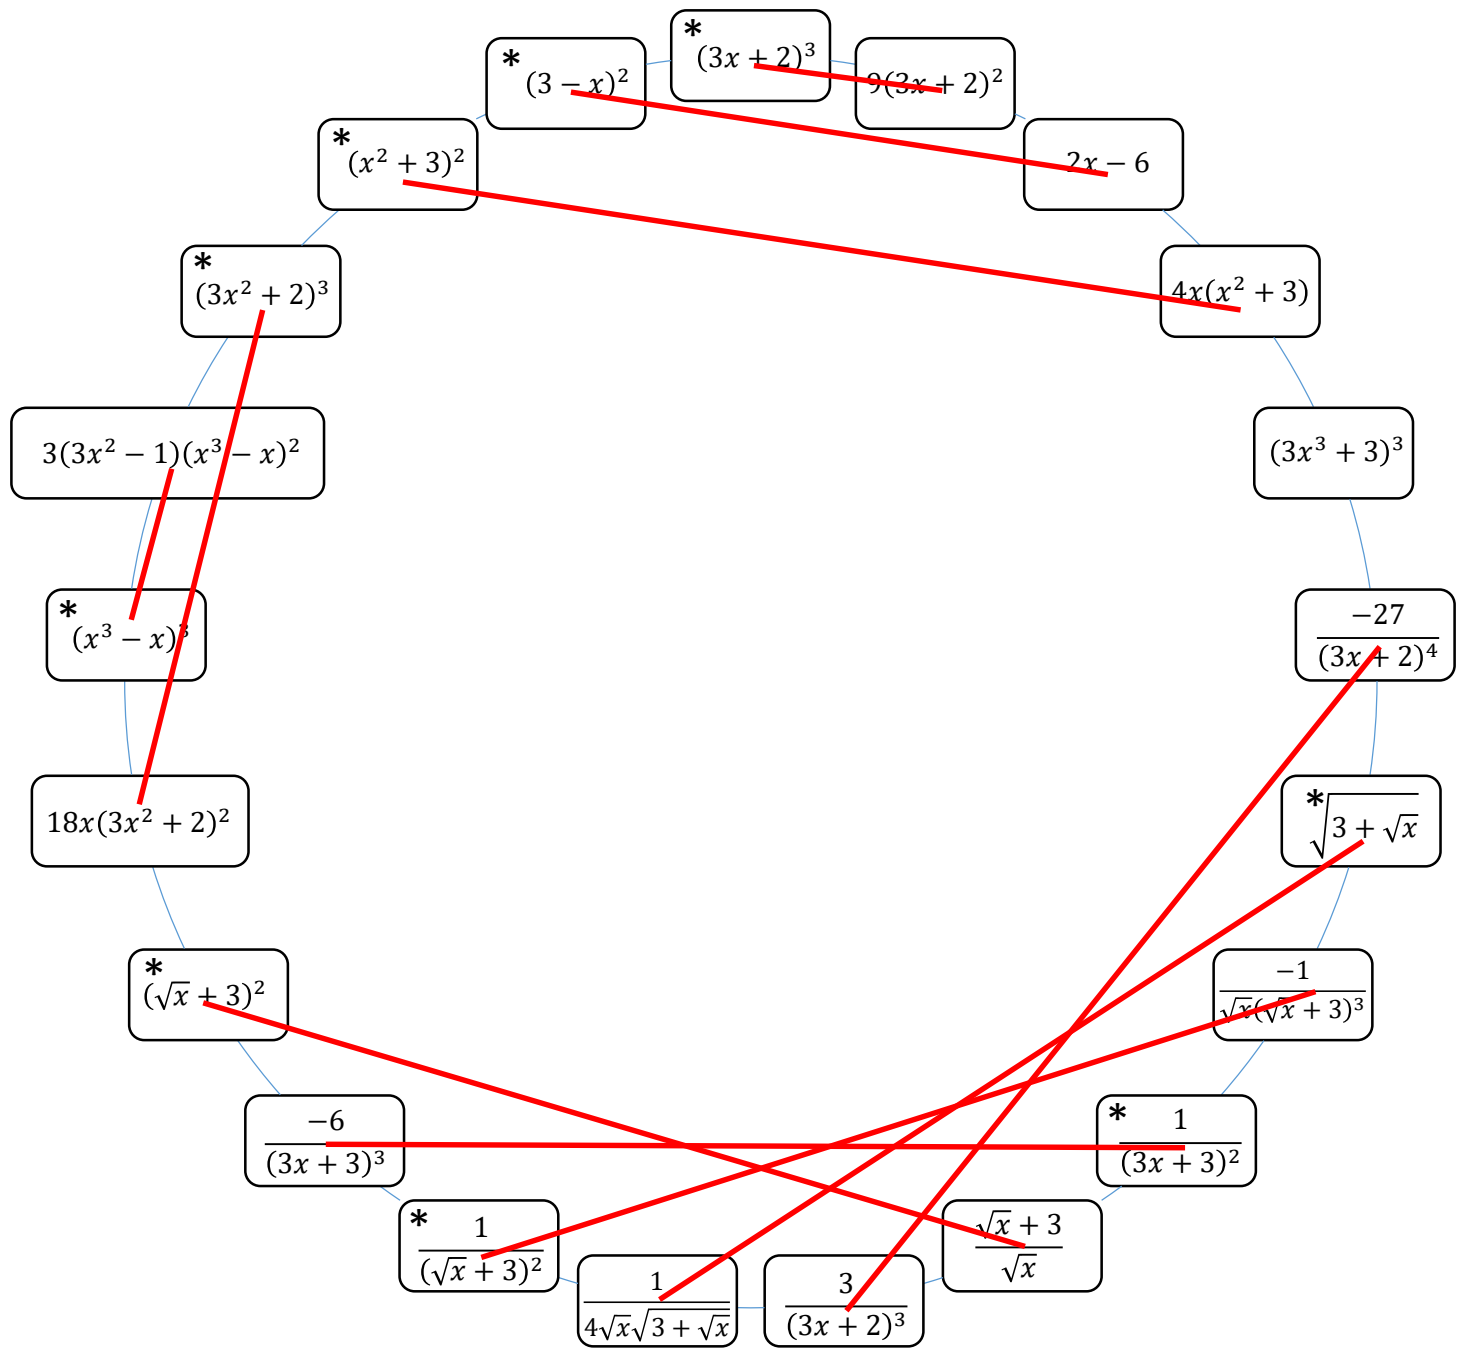 * (3x + 2)³
9(3x + 2)²
2x − 6
4x(x² + 3)
(3x³ + 3)³
−27
(3x + 2)⁴
* √(3 + √x)
−1
√x(√x + 3)³
* 1
(3x + 3)²
√x + 3
√x
3
(3x + 2)³
1
4√x√(3 + √x)
* 1
(√x + 3)²
−6
(3x + 3)³
* (√x + 3)²
18x(3x² + 2)²
* (x³ − x)³
3(3x² − 1)(x³ − x)²
* (3x² + 2)³
* (x² + 3)²
* (3 − x)²